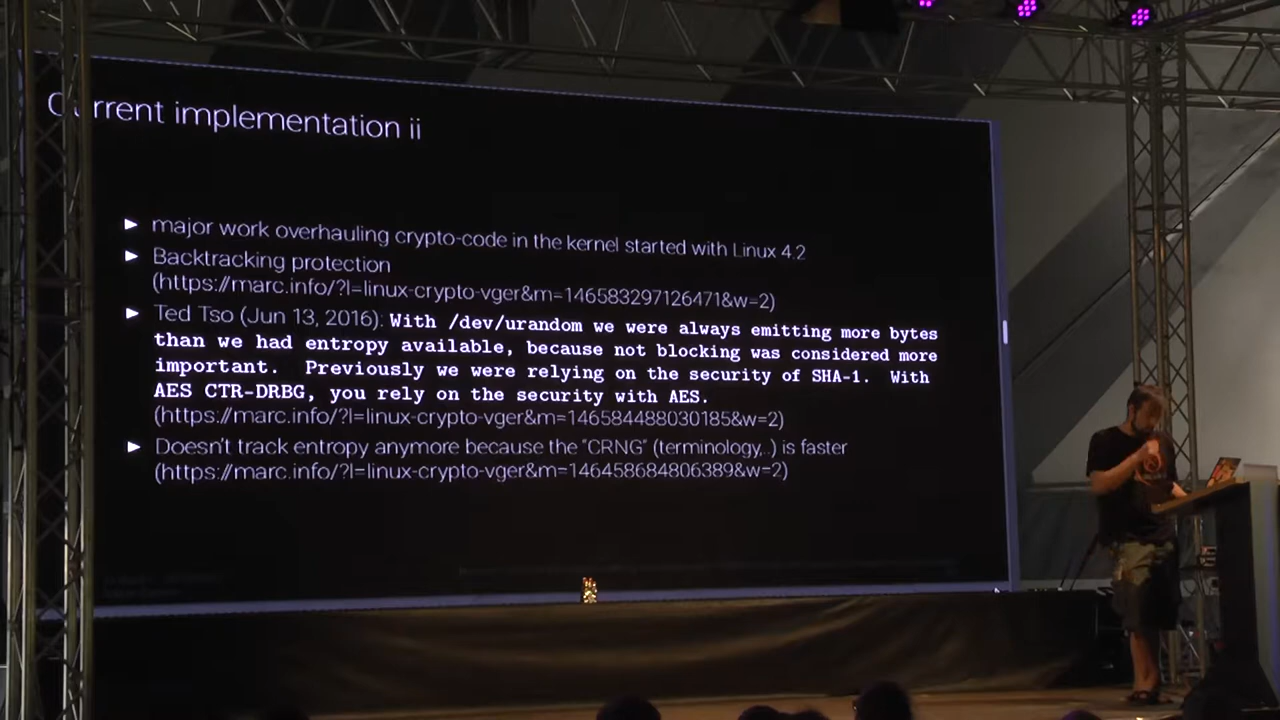 Current implementation ii
► major work overhauling crypto-code in the kernel started with Linux 4.2
► Backtracking protection
(https://marc.info/?l=linux-crypto-vger&m=146583297126471&w=2)
► Ted Tso (Jun 13, 2016): With /dev/urandom we were always emitting more bytes
than we had entropy available, because not blocking was considered more
important. Previously we were relying on the security of SHA-1. With
AES CTR-DRBG, you rely on the security with AES.
(https://marc.info/?l=linux-crypto-vger&m=146584488030185&w=2)
► Doesn't track entropy anymore because the "CRNG" (terminology,..) is faster
(https://marc.info/?l=linux-crypto-vger&m=146458684806389&w=2)